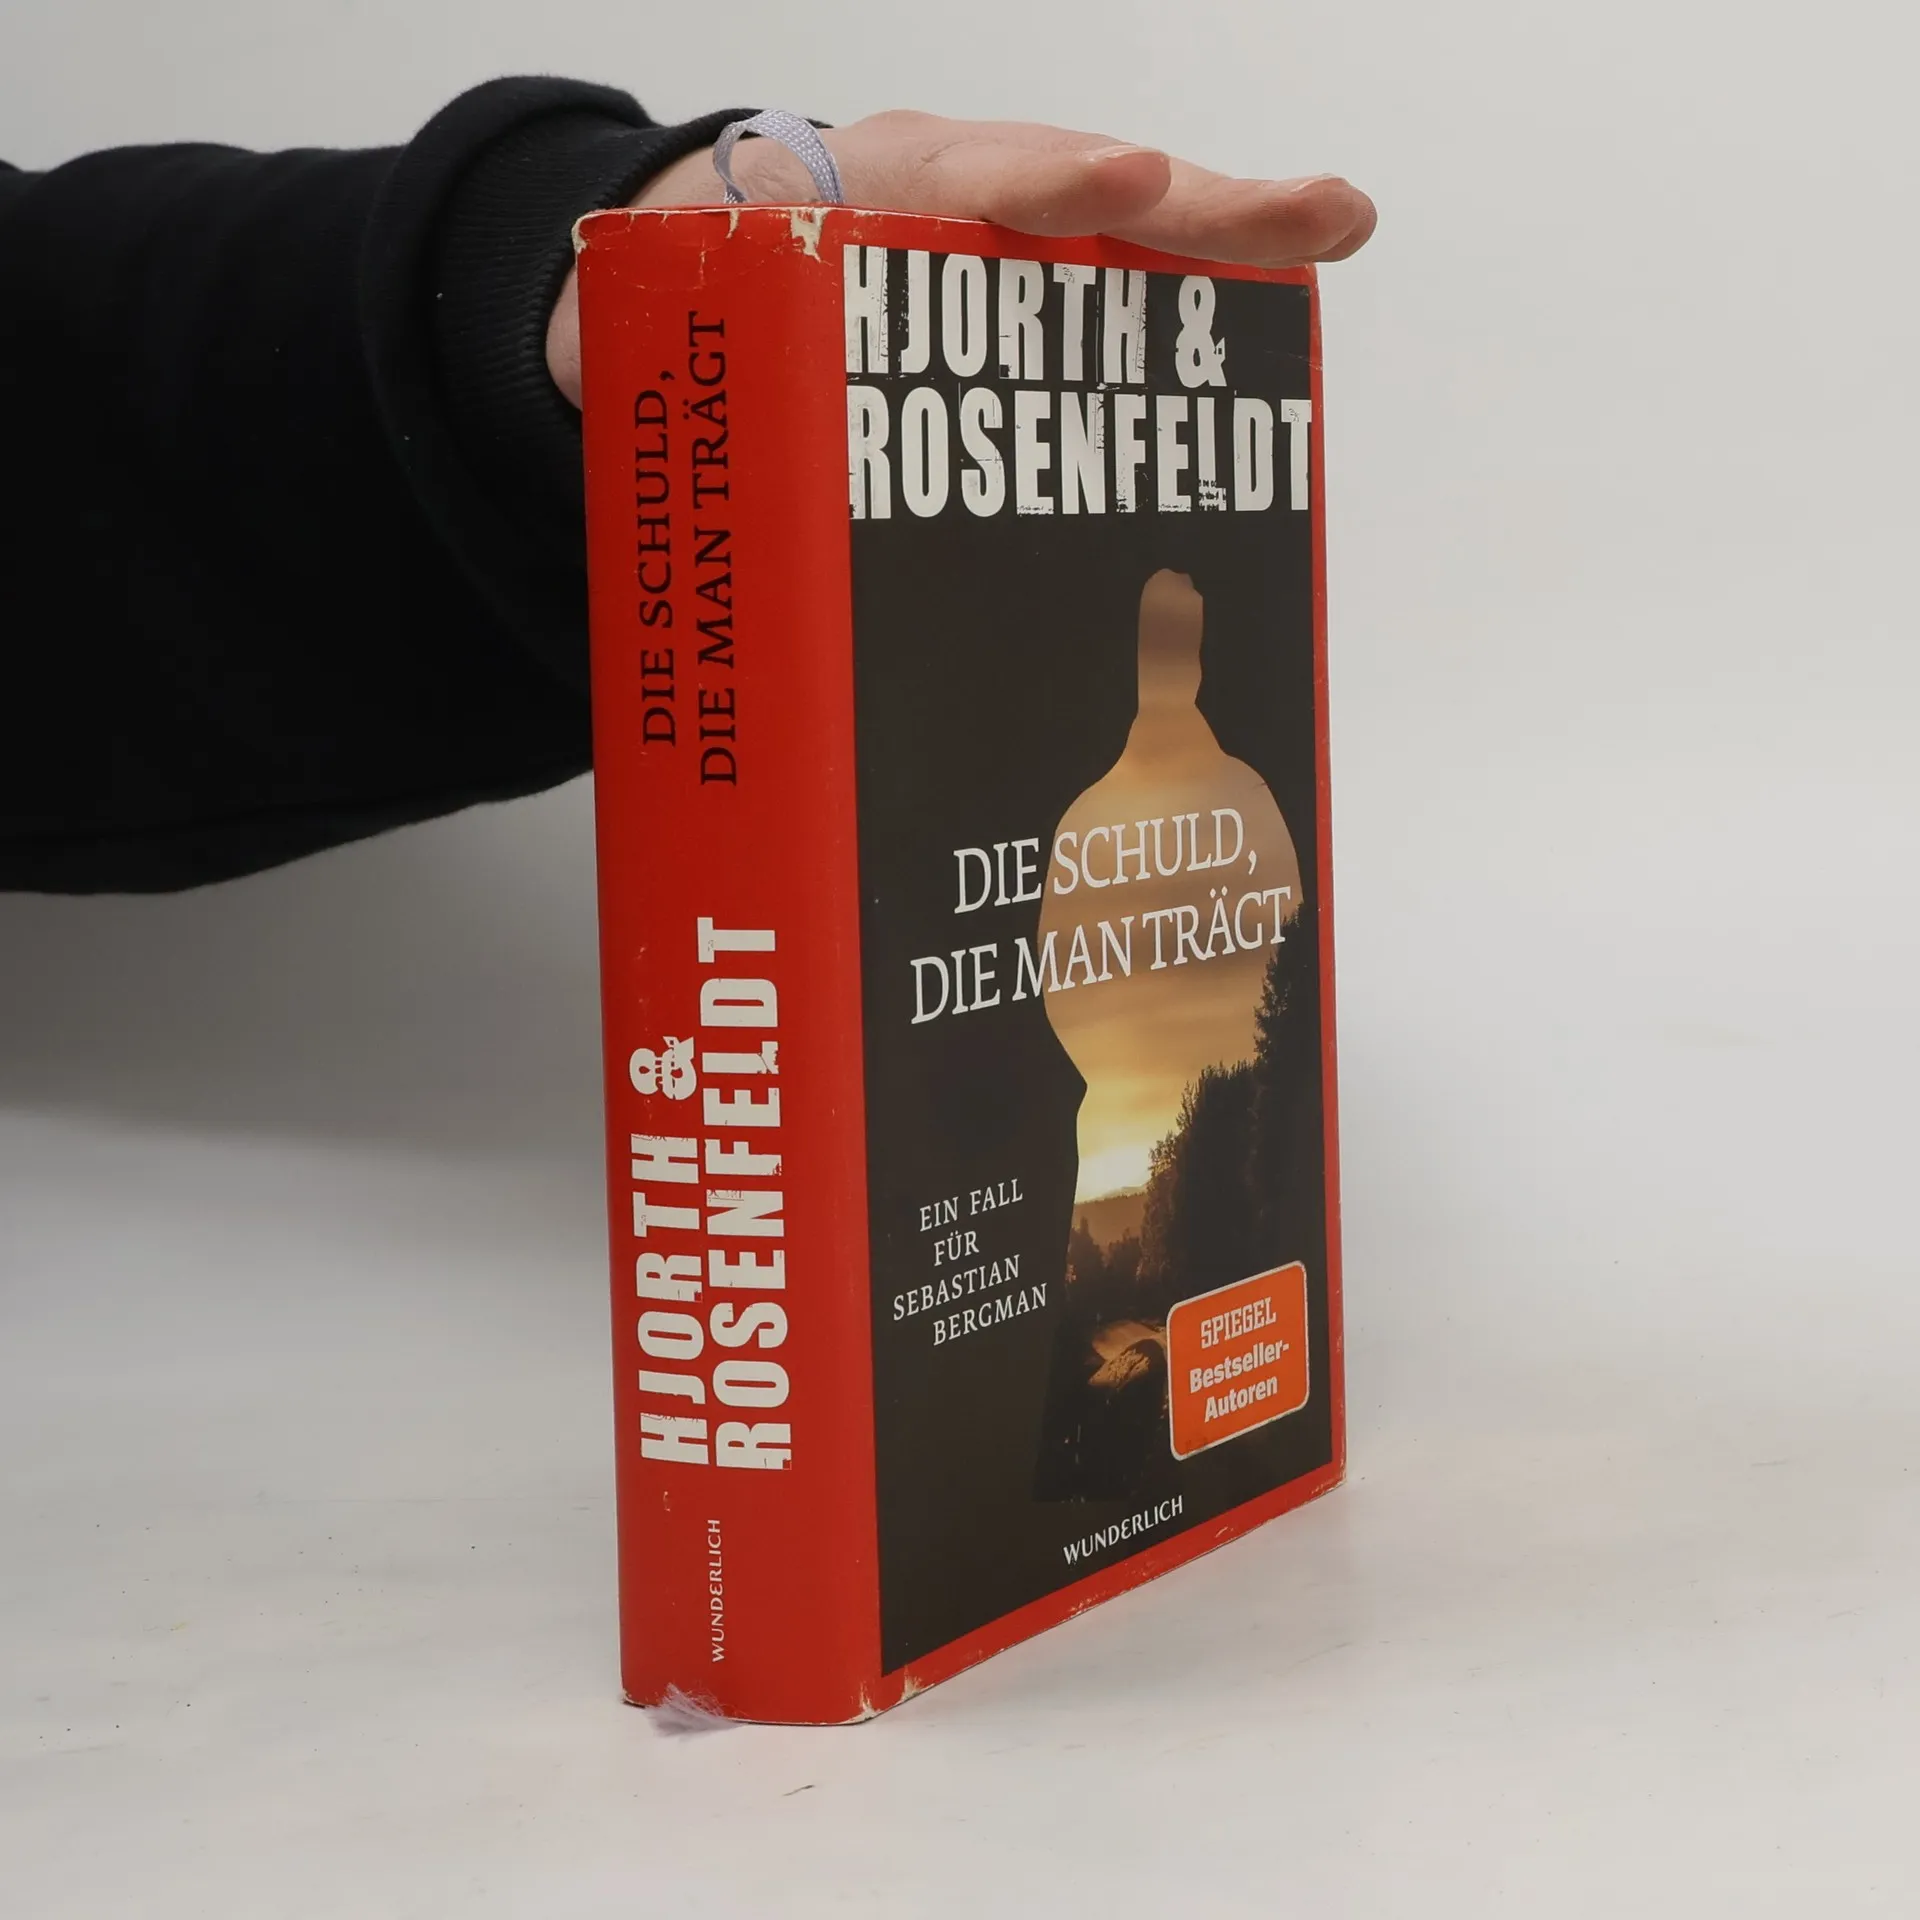 DIE SCHULD,
DIE MAN TRÄGT
HJORTH &
ROSENFELDT
WUNDERLICH
HJORTH &
ROSENFELDT
DIE SCHULD,
DIE MAN TRÄGT
EIN FALL
FÜR
SEBASTIAN
BERGMAN
SPIEGEL
Bestseller-
Autoren
WUNDERLICH